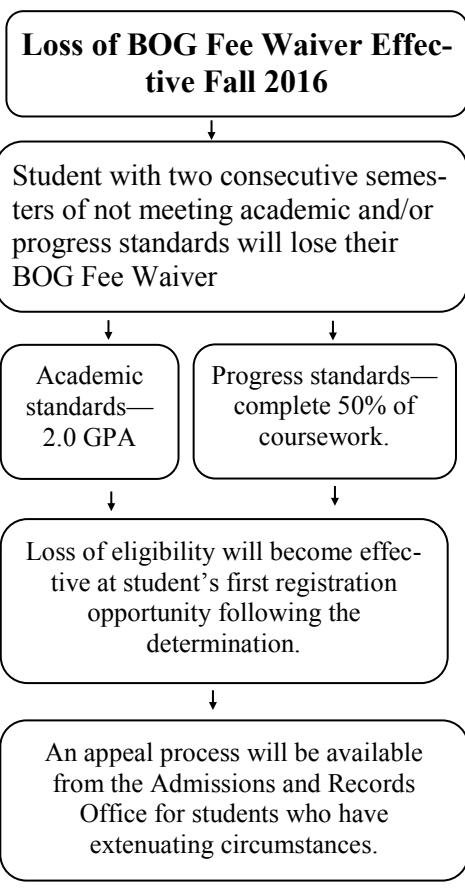 Loss of BOG Fee Waiver Effec-
tive Fall 2016
Student with two consecutive semes-
ters of not meeting academic and/or
progress standards will lose their
BOG Fee Waiver
Academic
standards—
2.0 GPA
Progress standards—
complete 50% of
coursework.
Loss of eligibility will become effec-
tive at student’s first registration
opportunity following the
determination.
An appeal process will be available
from the Admissions and Records
Office for students who have
extenuating circumstances.